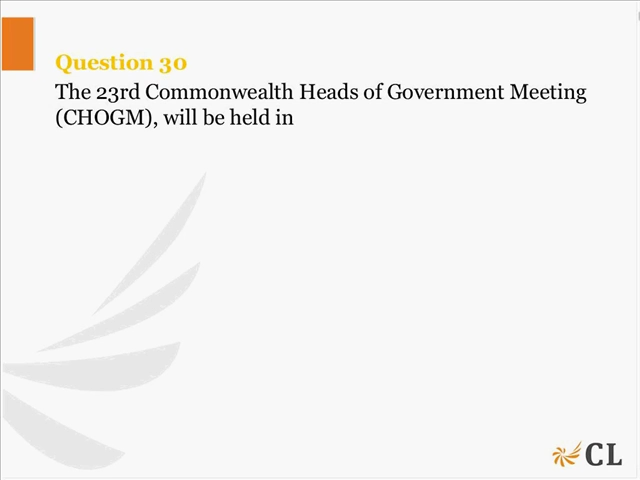 Question 30
The 23rd Commonwealth Heads of Government Meeting
(CHOGM), will be held in
CL